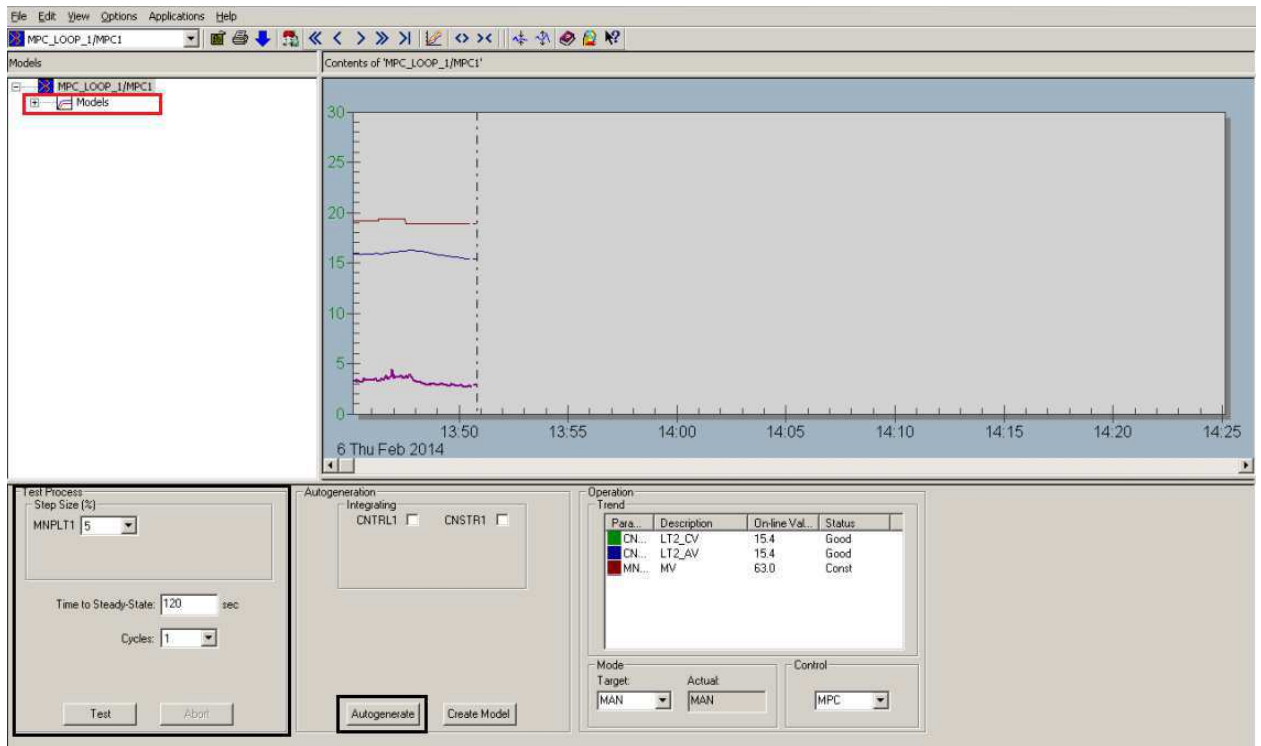 File Edit View Options Applications Help
MPC_LOOP_1/MPC1
Models
Contents of 'MPC_LOOP_1/MPC1'
MPC_LOOP_1/MPC1
Models
30
25
20
15
10
5
0
13:50 13:55 14:00 14:05 14:10 14:15 14:20 14:25
6 Thu Feb 2014
Test Process
Step Size (%)
MNPLT1 5
Time to Steady-State: 120 sec
Cycles: 1
Test Abort
Autogeneration
Integrating
CNTRL1 CNSTR1
Autogenerate Create Model
Operation
Trend
Para... Description On-line Val... Status
CN... LT2_CV 15.4 Good
CN... LT2_AV 15.4 Good
MN... MV 63.0 Const
Mode
Target: Actual:
MAN MAN
Control
MPC